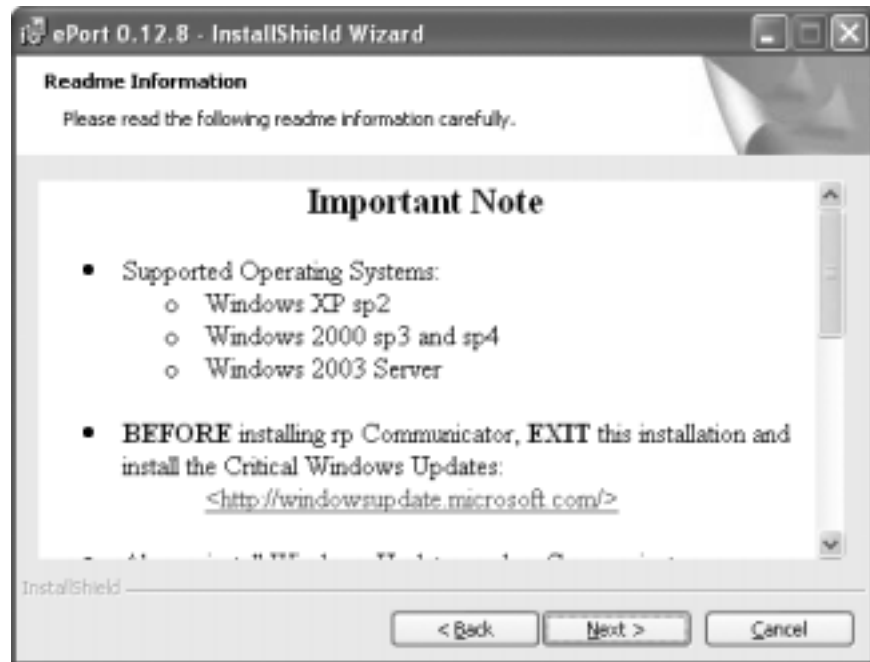 ePort 0.12.8 - InstallShield Wizard
Readme Information
Please read the following readme information carefully.
Important Note
• Supported Operating Systems:
o Windows XP sp2
o Windows 2000 sp3 and sp4
o Windows 2003 Server
• BEFORE installing rp Communicator, EXIT this installation and
install the Critical Windows Updates:
<http://windowsupdate.microsoft.com/>
InstallShield
< Back
Next >
Cancel